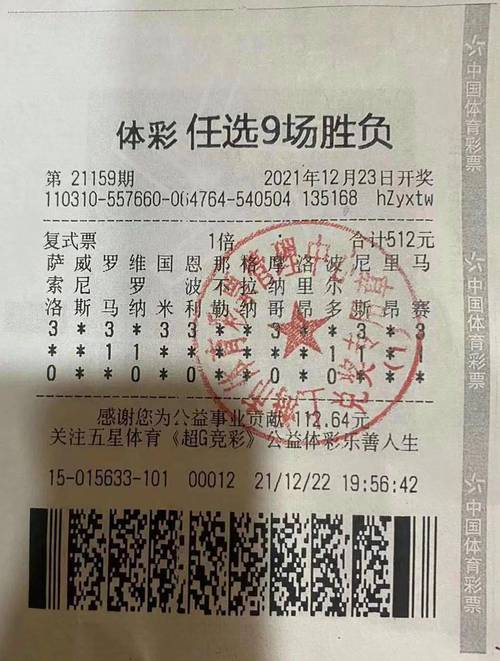 体彩 任选9场胜负
第 21159期 2021年12月23日开奖
110310-557660-064764-540504 135168 hZyxtw
复式票 1倍 合计512元
萨 威 罗 维 国 恩 那 格 摩 洛 波 尼 里 马
索 尼 罗 波 不 拉 纳 里 尔
洛 斯 马 纳 米 利 勒 纳 哥 昂 多 斯 昂 赛
感谢您为公益事业贡献 112.64元
关注五星体育《超G竞彩》公益体彩乐善人生
15-015633-101 00012 21/12/22 19:56:42
兑奖专用章
(1)
中国体育彩票
中国体育彩票
中国体育彩票